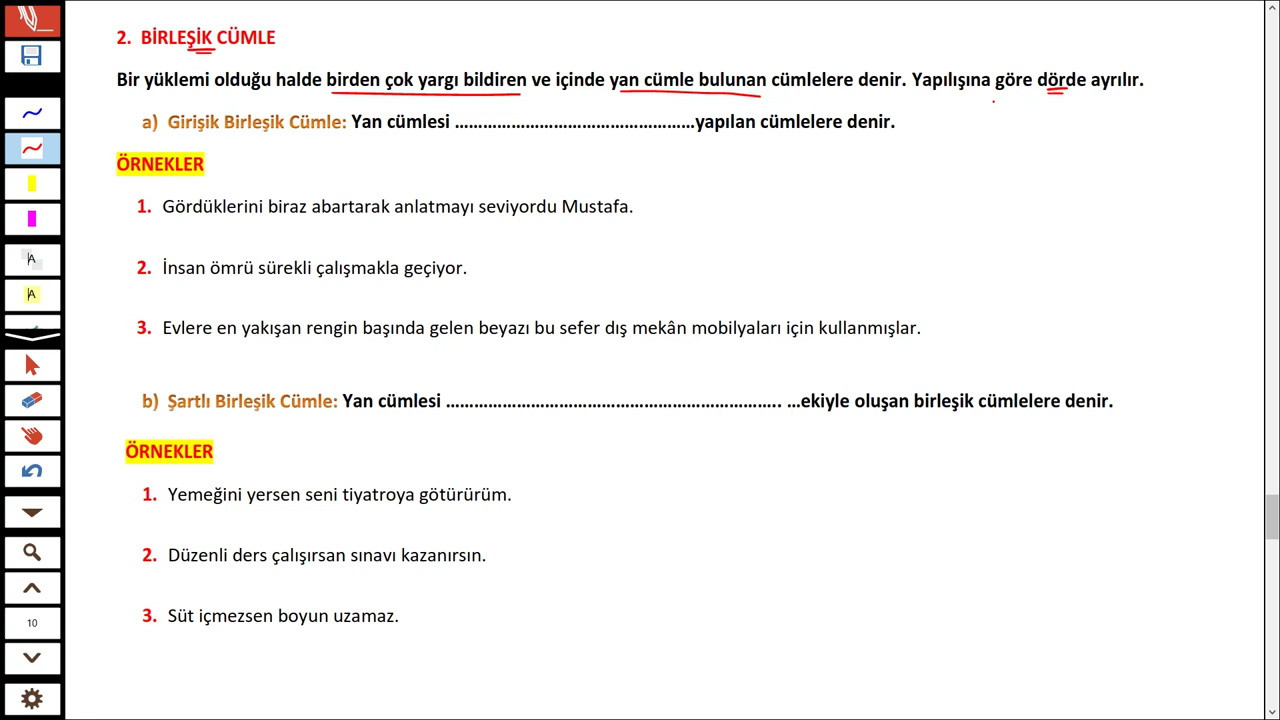 2. BİRLEŞİK CÜMLE
Bir yüklemi olduğu halde birden çok yargı bildiren ve içinde yan cümle bulunan cümlelere denir. Yapılışına göre dörde ayrılır.
a) Girişik Birleşik Cümle: Yan cümlesi ……………………………………yapılan cümlelere denir.
ÖRNEKLER
1. Gördüklerini biraz abartarak anlatmayı seviyordu Mustafa.
2. İnsan ömrü sürekli çalışmakla geçiyor.
3. Evlere en yakışan rengin başında gelen beyazı bu sefer dış mekân mobilyaları için kullanmışlar.
b) Şartlı Birleşik Cümle: Yan cümlesi ………………………………………………….. …ekiyle oluşan birleşik cümlelere denir.
ÖRNEKLER
1. Yemeğini yersen seni tiyatroya götürürüm.
2. Düzenli ders çalışırsan sınavı kazanırsın.
3. Süt içmezsen boyun uzamaz.
A
A
10